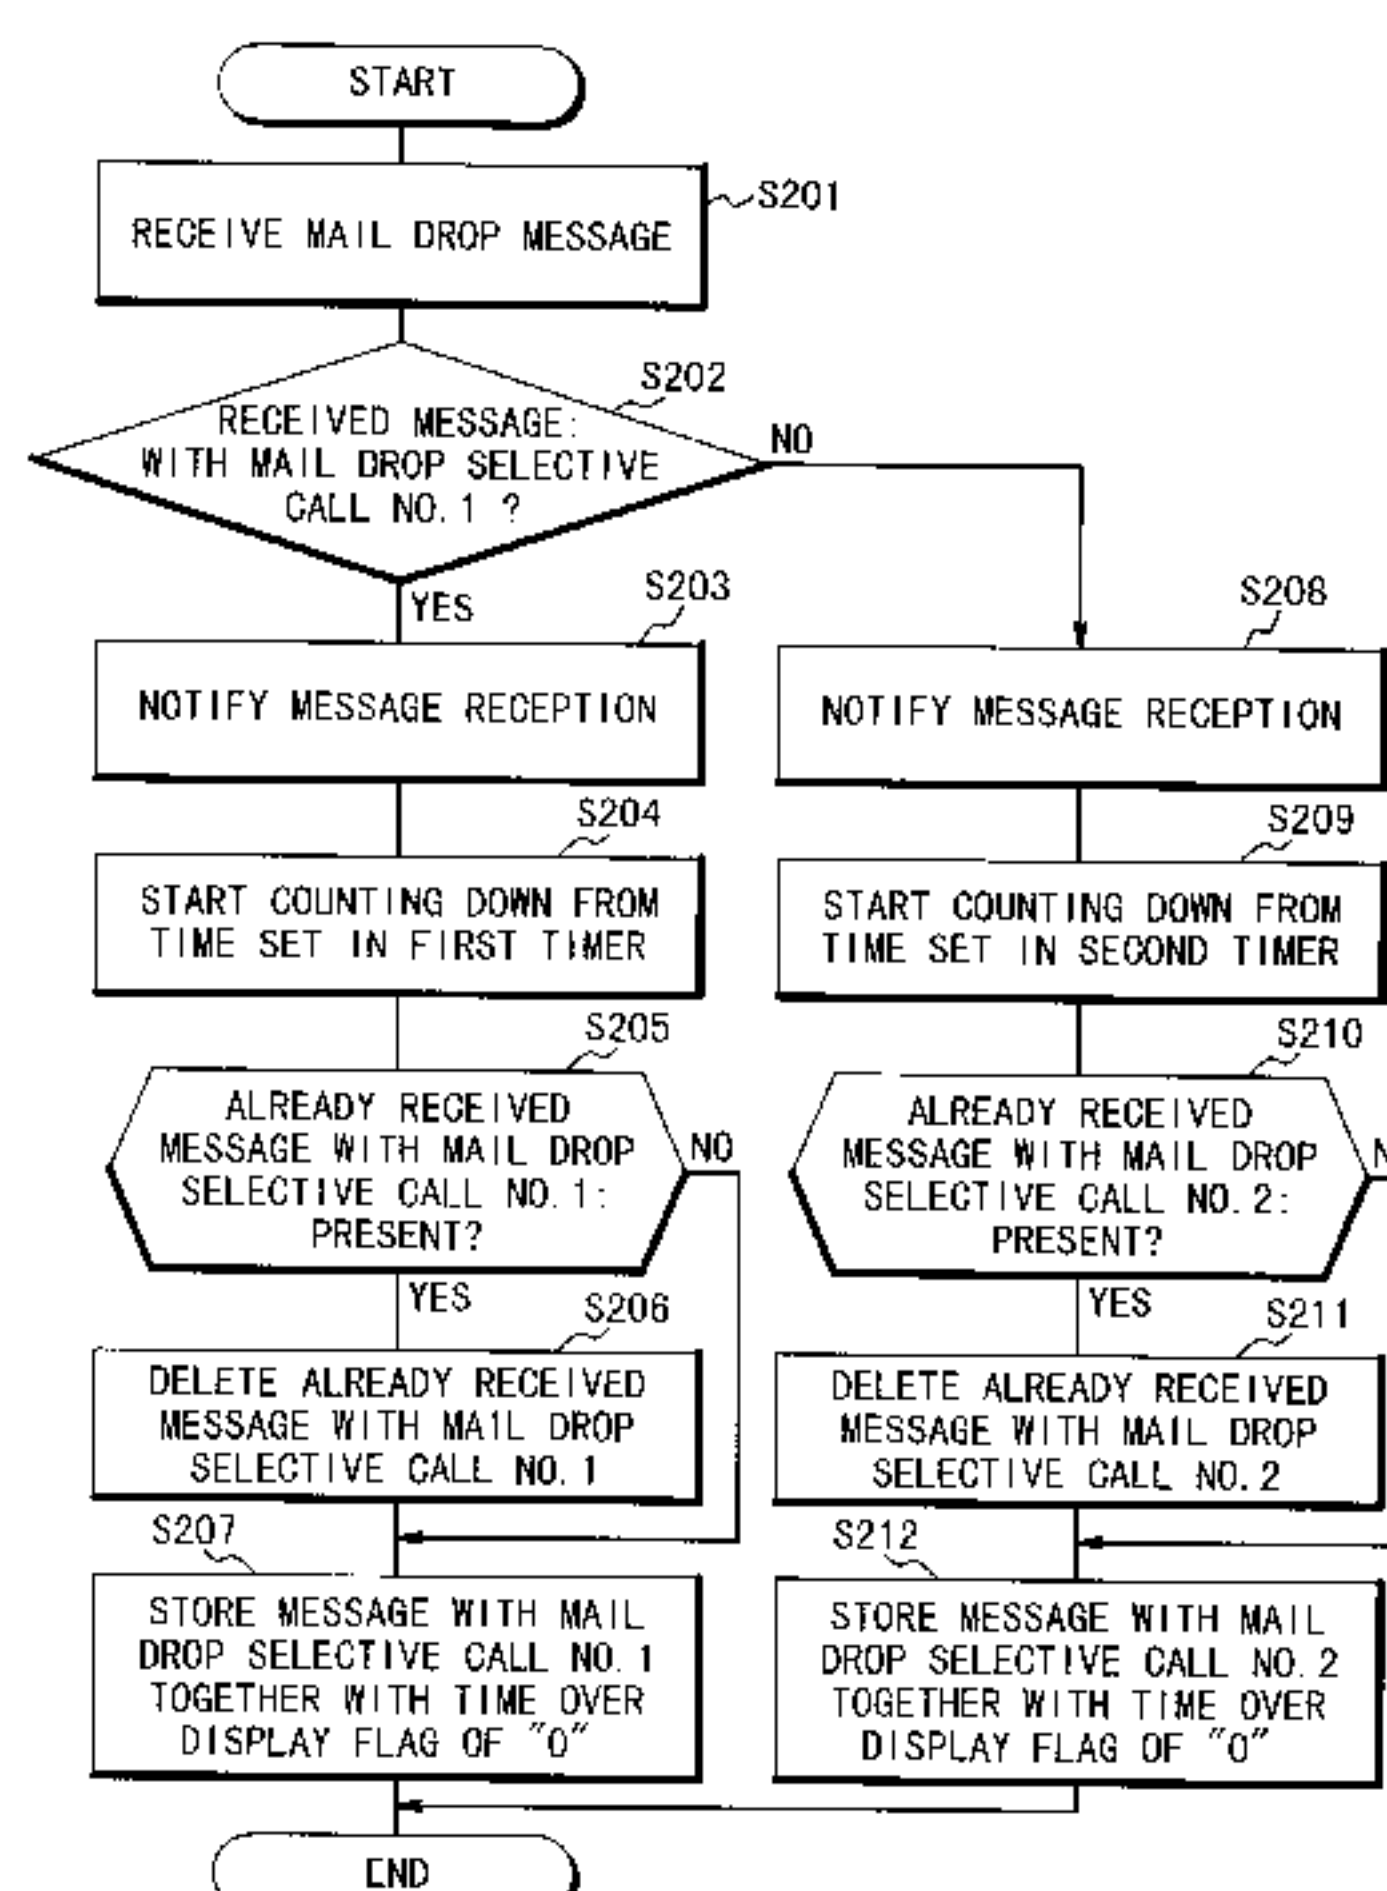 START
RECEIVE MAIL DROP MESSAGE
S201
S202
RECEIVED MESSAGE:
WITH MAIL DROP SELECTIVE
CALL NO.1 ?
NO
YES
S203
NOTIFY MESSAGE RECEPTION
S204
START COUNTING DOWN FROM
TIME SET IN FIRST TIMER
S205
ALREADY RECEIVED
MESSAGE WITH MAIL DROP
SELECTIVE CALL NO.1:
PRESENT?
NO
YES
S206
DELETE ALREADY RECEIVED
MESSAGE WITH MAIL DROP
SELECTIVE CALL NO.1
S207
STORE MESSAGE WITH MAIL
DROP SELECTIVE CALL NO.1
TOGETHER WITH TIME OVER
DISPLAY FLAG OF "0"
S208
NOTIFY MESSAGE RECEPTION
S209
START COUNTING DOWN FROM
TIME SET IN SECOND TIMER
S210
ALREADY RECEIVED
MESSAGE WITH MAIL DROP
SELECTIVE CALL NO.2:
PRESENT?
YES
S211
DELETE ALREADY RECEIVED
MESSAGE WITH MAIL DROP
SELECTIVE CALL NO.2
S212
STORE MESSAGE WITH MAIL
DROP SELECTIVE CALL NO.2
TOGETHER WITH TIME OVER
DISPLAY FLAG OF "0"
END